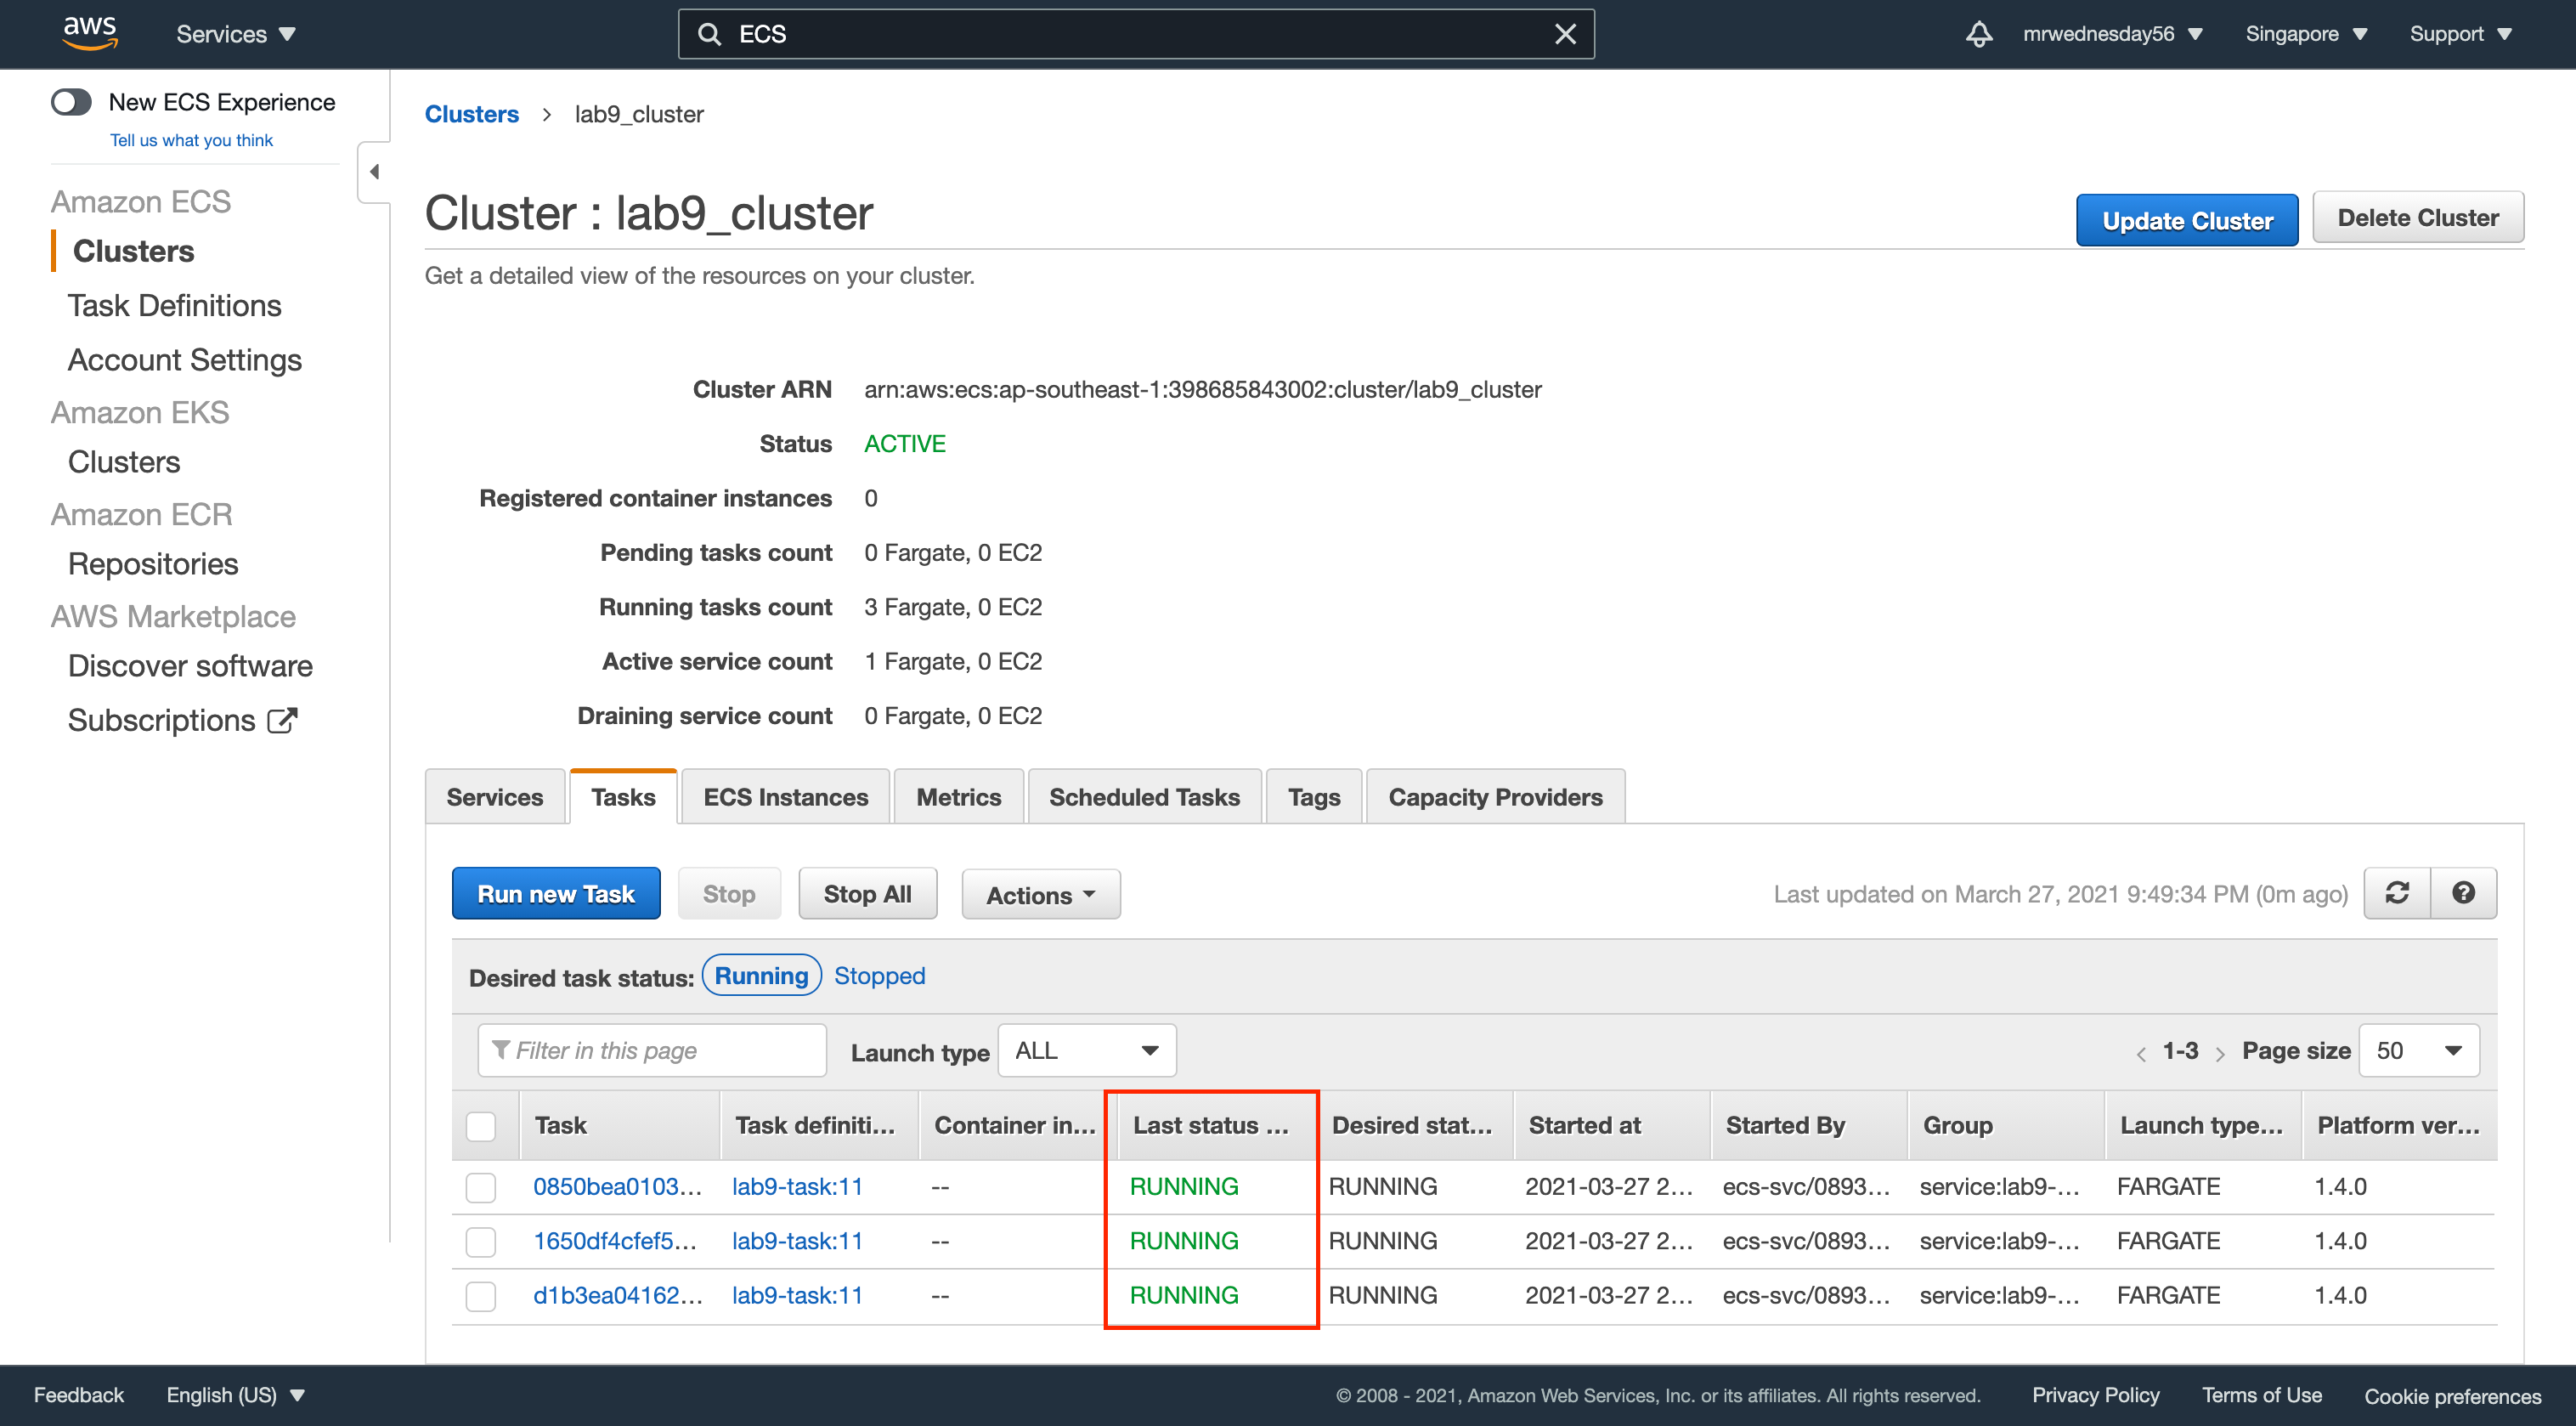 aws
Services
ECS
mrwednesday56
Singapore
Support
New ECS Experience
Tell us what you think
Amazon ECS
Clusters
Task Definitions
Account Settings
Amazon EKS
Clusters
Amazon ECR
Repositories
AWS Marketplace
Discover software
Subscriptions
Clusters > lab9_cluster
Cluster : lab9_cluster
Update Cluster
Delete Cluster
Get a detailed view of the resources on your cluster.
Cluster ARN arn:aws:ecs:ap-southeast-1:398685843002:cluster/lab9_cluster
Status ACTIVE
Registered container instances 0
Pending tasks count 0 Fargate, 0 EC2
Running tasks count 3 Fargate, 0 EC2
Active service count 1 Fargate, 0 EC2
Draining service count 0 Fargate, 0 EC2
Services Tasks ECS Instances Metrics Scheduled Tasks Tags Capacity Providers
Run new Task Stop Stop All Actions Last updated on March 27, 2021 9:49:34 PM (0m ago)
Desired task status: Running Stopped
Filter in this page Launch type ALL < 1-3 > Page size 50
Task Task definiti... Container in... Last status ... Desired stat... Started at Started By Group Launch type... Platform ver...
0850bea0103... lab9-task:11 -- RUNNING RUNNING 2021-03-27 2... ecs-svc/0893... service:lab9-... FARGATE 1.4.0
1650df4cfef5... lab9-task:11 -- RUNNING RUNNING 2021-03-27 2... ecs-svc/0893... service:lab9-... FARGATE 1.4.0
d1b3ea04162... lab9-task:11 -- RUNNING RUNNING 2021-03-27 2... ecs-svc/0893... service:lab9-... FARGATE 1.4.0
Feedback English (US) © 2008 - 2021, Amazon Web Services, Inc. or its affiliates. All rights reserved. Privacy Policy Terms of Use Cookie preferences